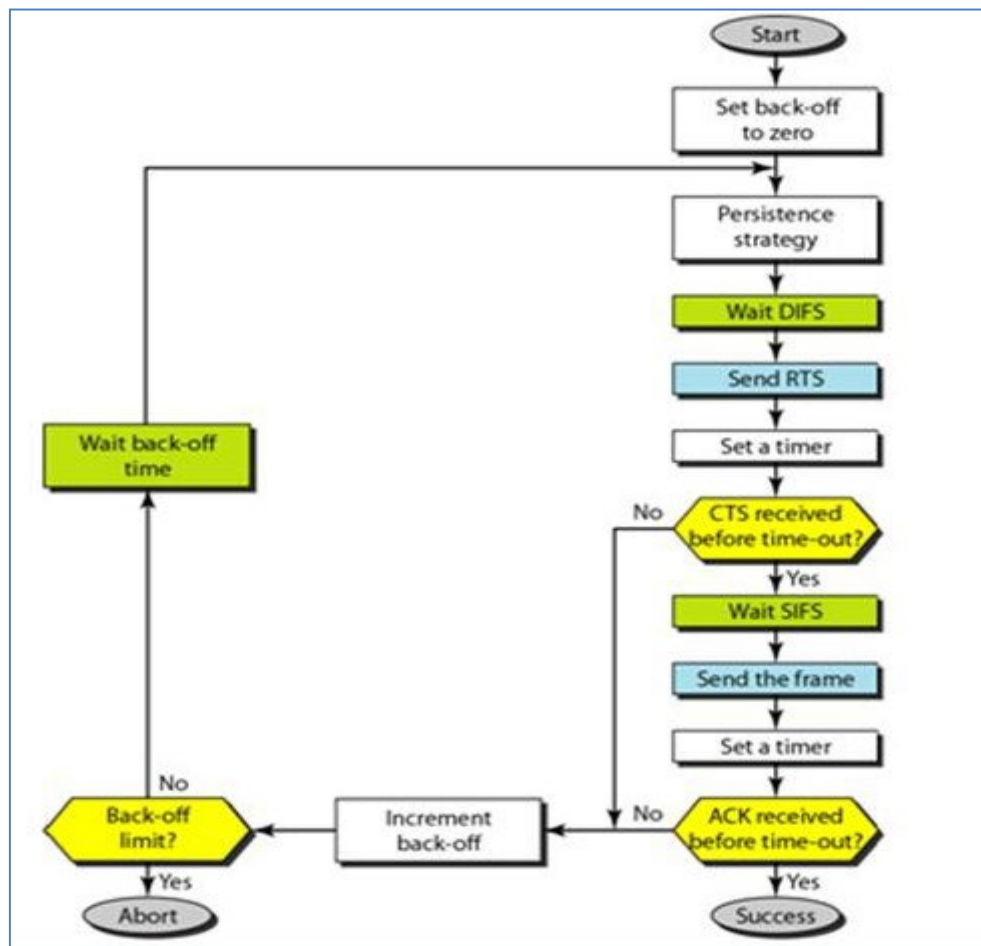 Start
Set back-off
to zero
Persistence
strategy
Wait DIFS
Send RTS
Wait back-off
time
Set a timer
No
CTS received
before time-out?
Yes
Wait SIFS
Send the frame
Set a timer
No
Back-off
limit?
Increment
back-off
No
ACK received
before time-out?
Yes
Abort
Yes
Success